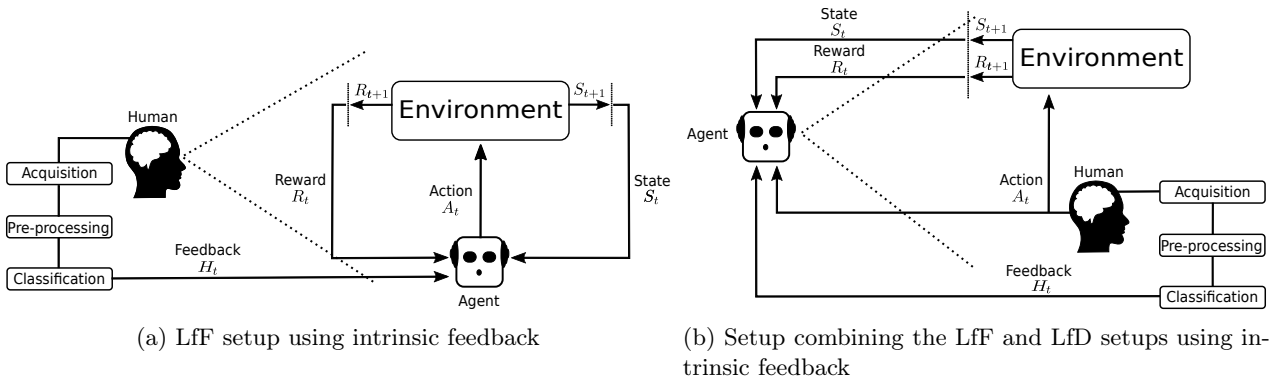 Human
Acquisition
Pre-processing
Classification
Feedback
H_t
Reward
R_t
R_{t+1}
Environment
S_{t+1}
Action
A_t
State
S_t
Agent
(a) LfF setup using intrinsic feedback
State
S_t
Reward
R_t
S_{t+1}
R_{t+1}
Environment
Agent
Action
A_t
Human
Acquisition
Pre-processing
Classification
Feedback
H_t
(b) Setup combining the LfF and LfD setups using in-
trinsic feedback